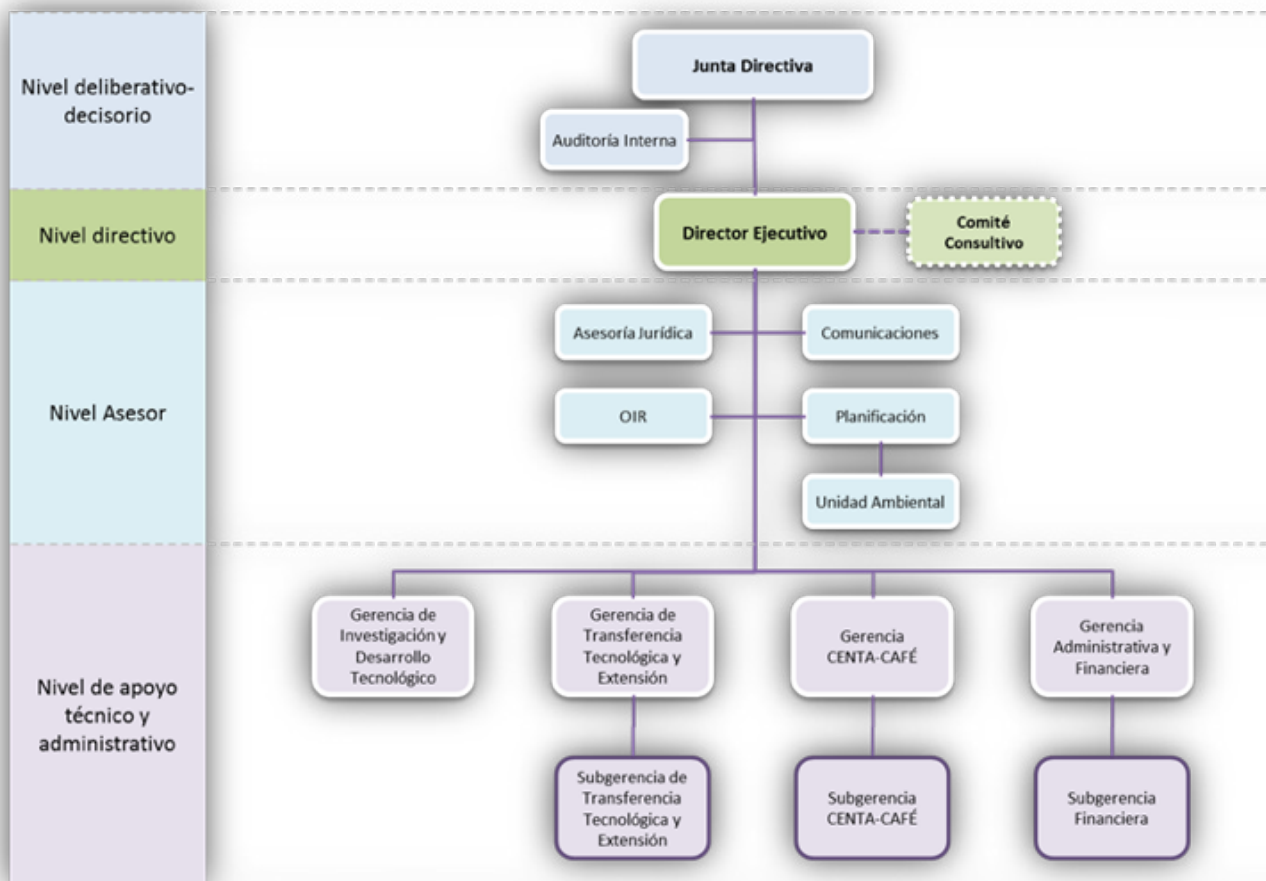 Nivel deliberativo-
decisorio
Junta Directiva
Auditoría Interna
Nivel directivo
Director Ejecutivo
Comité
Consultivo
Nivel Asesor
Asesoría Jurídica
Comunicaciones
OIR
Planificación
Unidad Ambiental
Nivel de apoyo
técnico y
administrativo
Gerencia de
Investigación y
Desarrollo
Tecnológico
Gerencia de
Transferencia
Tecnológica y
Extensión
Gerencia
CENTA-CAFÉ
Gerencia
Administrativa y
Financiera
Subgerencia de
Transferencia
Tecnológica y
Extensión
Subgerencia
CENTA-CAFÉ
Subgerencia
Financiera